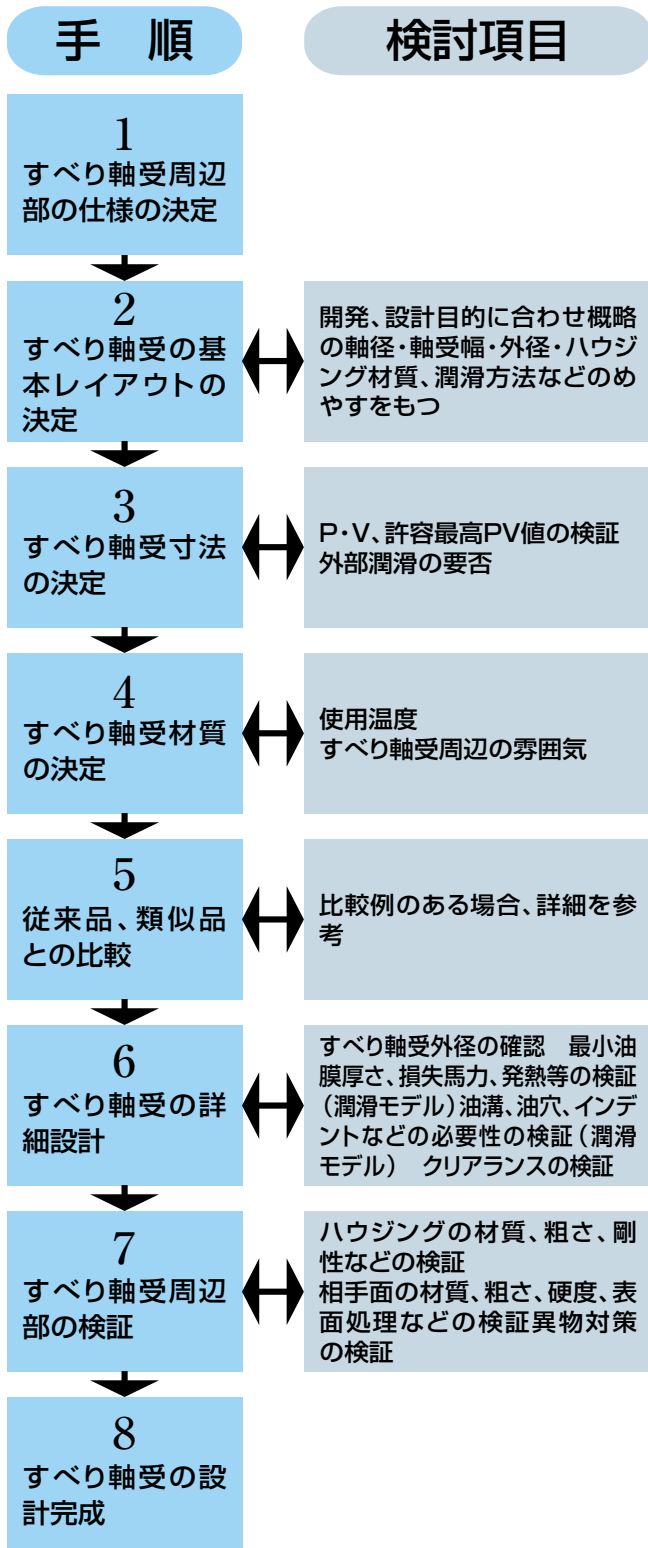 手　順
検討項目
1
すべり軸受周辺
部の仕様の決定
2
すべり軸受の基
本レイアウトの
決定
開発、設計目的に合わせ概略
の軸径・軸受幅・外径・ハウジ
ング材質、潤滑方法などのめ
やすをもつ
3
すべり軸受寸法
の決定
P・V、許容最高PV値の検証
外部潤滑の要否
4
すべり軸受材質
の決定
使用温度
すべり軸受周辺の雰囲気
5
従来品、類似品
との比較
比較例のある場合、詳細を参
考
6
すべり軸受の詳
細設計
すべり軸受外径の確認　最小油
膜厚さ、損失馬力、発熱等の検証
（潤滑モデル）油溝、油穴、インデ
ントなどの必要性の検証（潤滑
モデル）　クリアランスの検証
7
すべり軸受周辺
部の検証
ハウジングの材質、粗さ、剛
性などの検証
相手面の材質、粗さ、硬度、表
面処理などの検証異物対策
の検証
8
すべり軸受の設
計完成